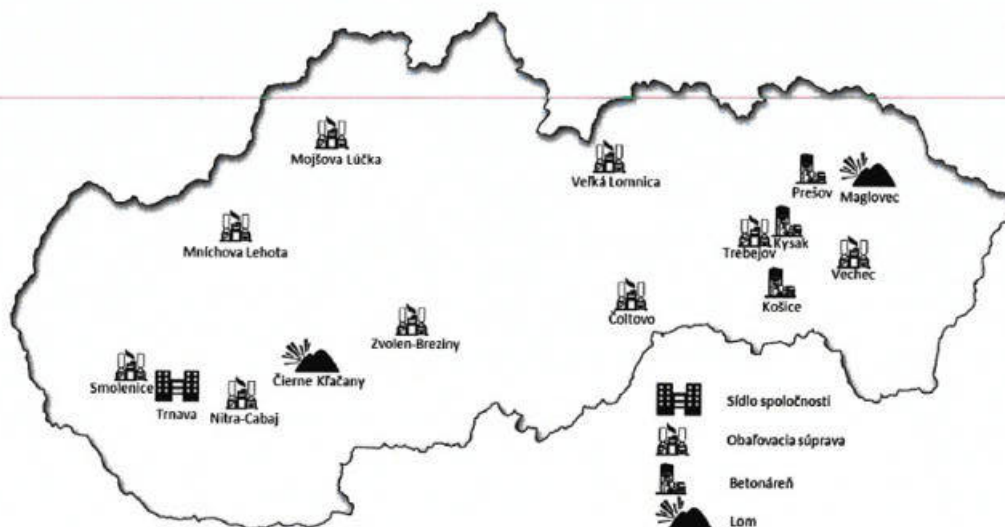 Mojšova Lúčka
Veľká Lomnica
Prešov
Maglovec
Mníchova Lehota
Trebejov
Kysak
Vechec
Košice
Čoltovo
Zvolen-Breziny
Čierne Kľačany
Smolenice
Trnava
Nitra-Cabaj
Sídlo spoločnosti
Obaľovacia súprava
Betonáreň
Lom